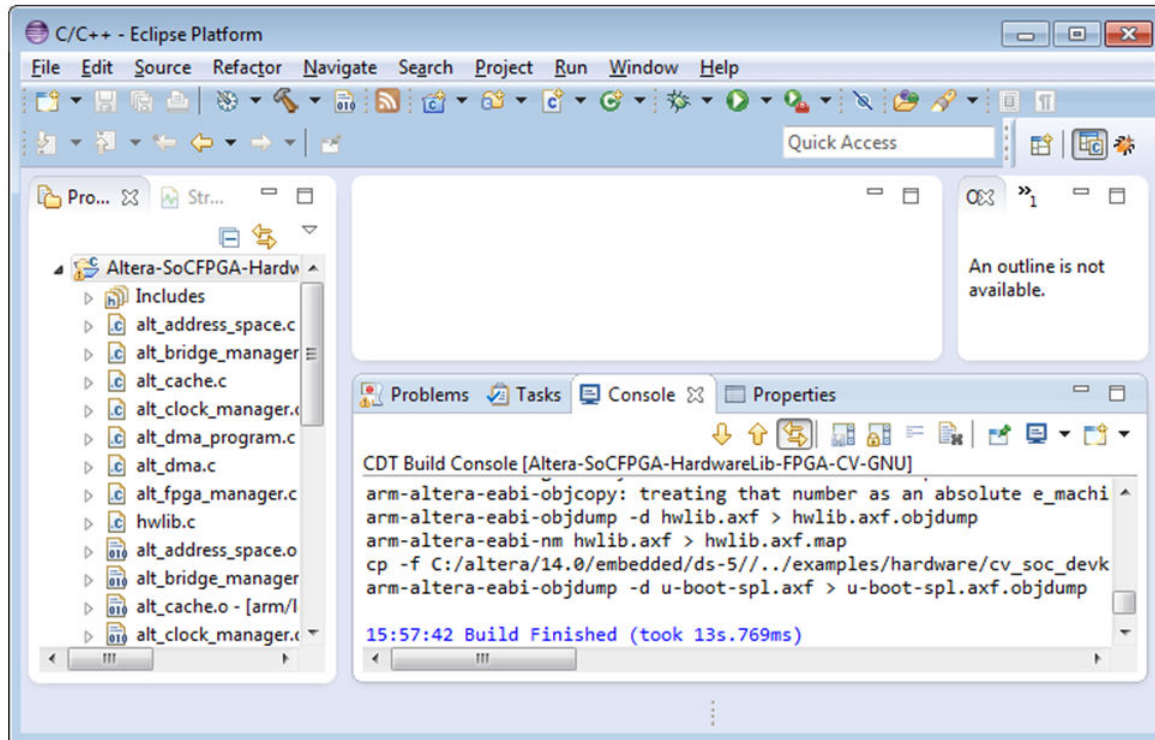 C/C++ - Eclipse Platform
File Edit Source Refactor Navigate Search Project Run Window Help
Quick Access
Pro... Str...
Altera-SoCFPGA-Hardw
Includes
alt_address_space.c
alt_bridge_manager
alt_cache.c
alt_clock_manager.c
alt_dma_program.c
alt_dma.c
alt_fpga_manager.c
hwlib.c
alt_address_space.o
alt_bridge_manager
alt_cache.o - [arm/l
alt_clock_manager.c
An outline is not
available.
Problems Tasks Console Properties
CDT Build Console [Altera-SoCFPGA-HardwareLib-FPGA-CV-GNU]
arm-altera-eabi-objcopy: treating that number as an absolute e_machi
arm-altera-eabi-objdump -d hwlib.axf > hwlib.axf.objdump
arm-altera-eabi-nm hwlib.axf > hwlib.axf.map
cp -f C:/altera/14.0/embedded/ds-5//../examples/hardware/cv_soc_devk
arm-altera-eabi-objdump -d u-boot-spl.axf > u-boot-spl.axf.objdump
15:57:42 Build Finished (took 13s.769ms)